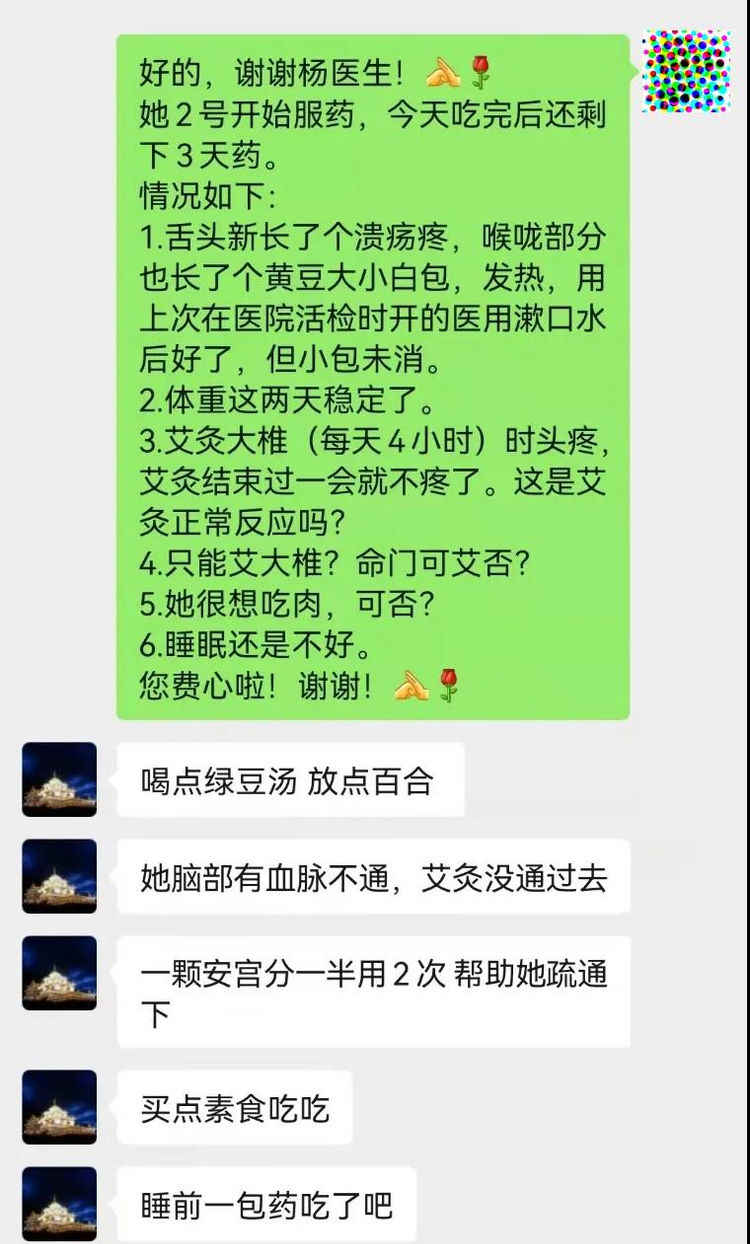 好的，谢谢杨医生！🙏🌹
她2号开始服药，今天吃完后还剩
下3天药。
情况如下：
1.舌头新长了个溃疡疼，喉咙部分
也长了个黄豆大小白包，发热，用
上次在医院活检时开的医用漱口水
后好了，但小包未消。
2.体重这两天稳定了。
3.艾灸大椎（每天4小时）时头疼，
艾灸结束过一会就不疼了。这是艾
灸正常反应吗？
4.只能艾大椎？命门可艾否？
5.她很想吃肉，可否？
6.睡眠还是不好。
您费心啦！谢谢！🙏🌹
喝点绿豆汤 放点百合
她脑部有血脉不通，艾灸没通过去
一颗安宫分一半用2次 帮助她疏通
下
买点素食吃吃
睡前一包药吃了吧